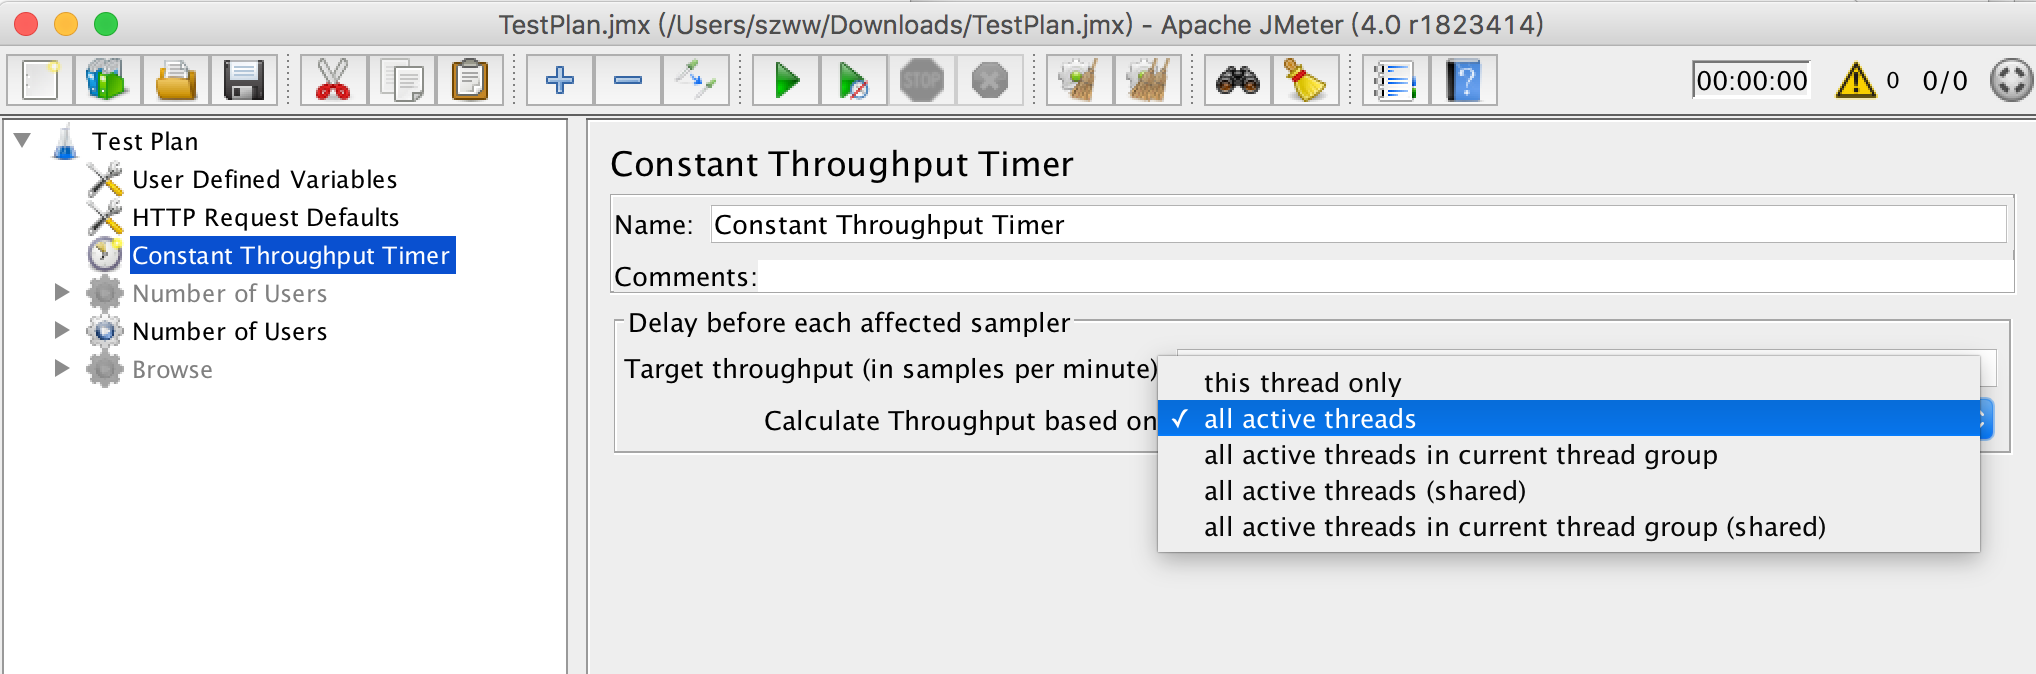 TestPlan.jmx (/Users/szww/Downloads/TestPlan.jmx) - Apache JMeter (4.0 r1823414)
STOP
00:00:00
0
0/0
Test Plan
User Defined Variables
HTTP Request Defaults
Constant Throughput Timer
Number of Users
Number of Users
Browse
Constant Throughput Timer
Name: Constant Throughput Timer
Comments:
Delay before each affected sampler
Target throughput (in samples per minute)
Calculate Throughput based on
this thread only
✓ all active threads
all active threads in current thread group
all active threads (shared)
all active threads in current thread group (shared)